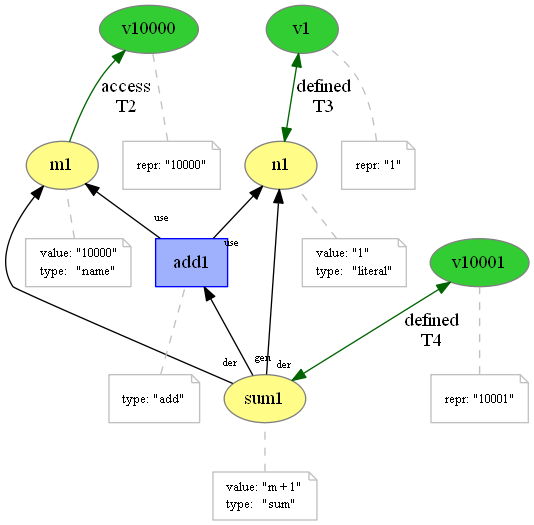 v10000
v1
access
T2
defined
T3
m1
repr: "10000"
n1
repr: "1"
use
use
value: "10000"
type: "name"
add1
value: "1"
type: "literal"
v10001
defined
T4
der
gen
der
type: "add"
sum1
repr: "10001"
value: "m + 1"
type: "sum"